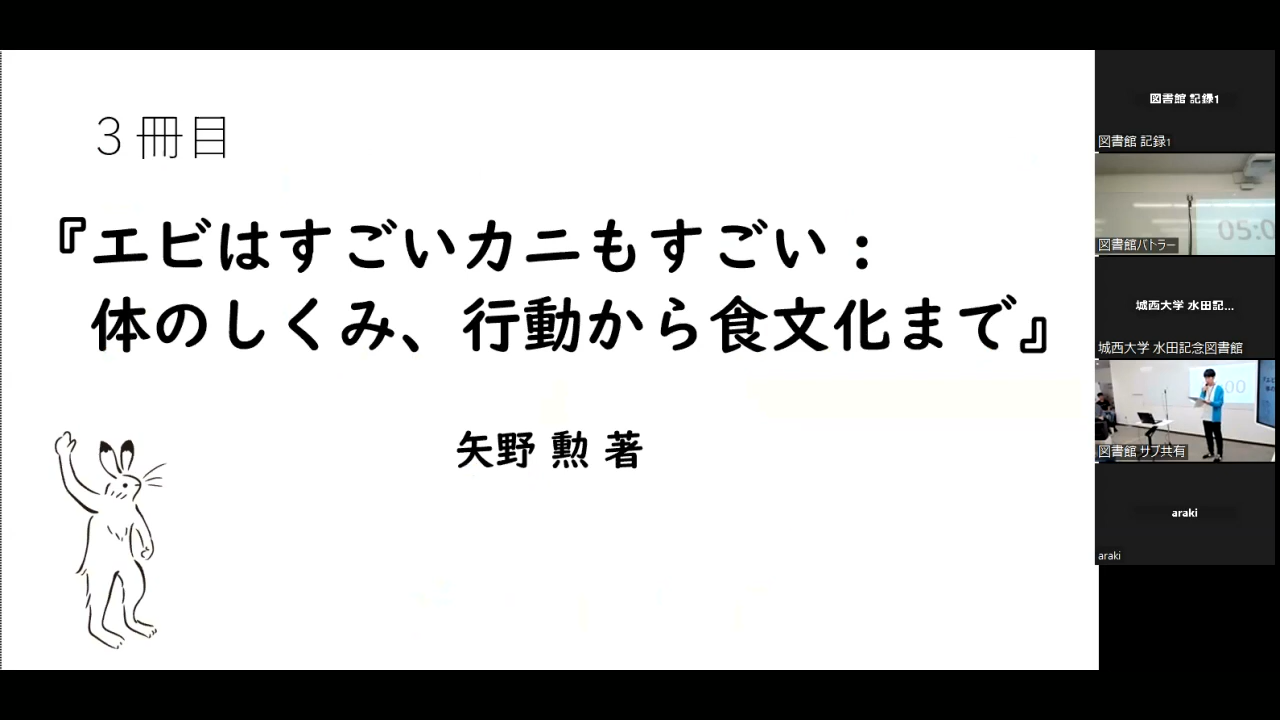 3冊目
『エビはすごいカニもすごい：
体のしくみ、行動から食文化まで』
矢野 勲 著
図書館 記録1
図書館 記録1
05:0
図書館バトラー
城西大学 水田記...
城西大学 水田記念図書館
:00
図書館 サブ共有
araki
araki